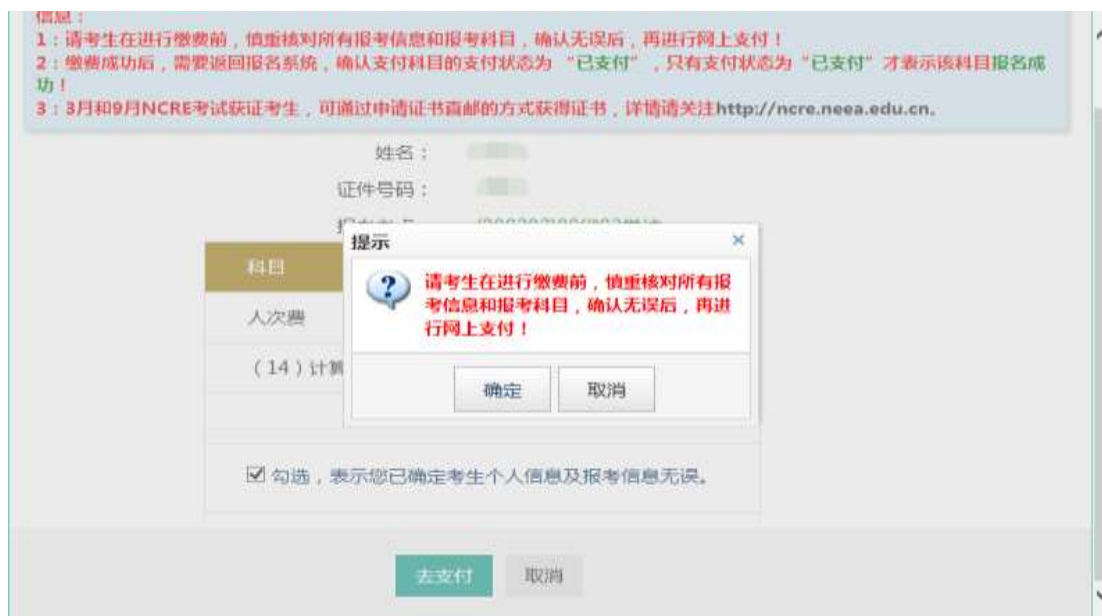 信息：
1：请考生在进行缴费前，慎重核对所有报考信息和报考科目，确认无误后，再进行网上支付！
2：缴费成功后，需要返回报名系统，确认支付科目的支付状态为 “已支付” ，只有支付状态为 “已支付” 才表示该科目报名成
功！
3：3月和9月NCRE考试获证考生，可通过申请证书直邮的方式获得证书，详情请关注http://ncre.neea.edu.cn。
姓名：
证件号码：
提示
×
科目
请考生在进行缴费前，慎重核对所有报
考信息和报考科目，确认无误后，再进
行网上支付！
人次费
（14）计算
确定
取消
勾选，表示您已确定考生个人信息及报考信息无误。
去支付
取消